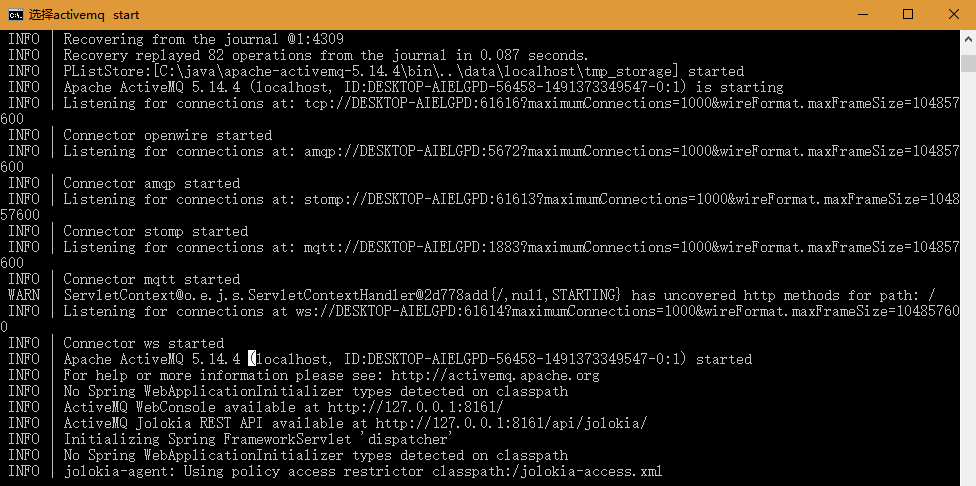 选择activemq start
INFO | Recovering from the journal @1:4309
INFO | Recovery replayed 82 operations from the journal in 0.087 seconds.
INFO | PListStore:[C:\java\apache-activemq-5.14.4\bin\..\data\localhost\tmp_storage] started
INFO | Apache ActiveMQ 5.14.4 (localhost, ID:DESKTOP-AIELGPD-56458-1491373349547-0:1) is starting
INFO | Listening for connections at: tcp://DESKTOP-AIELGPD:61616?maximumConnections=1000&wireFormat.maxFrameSize=104857
600
INFO | Connector openwire started
INFO | Listening for connections at: amqp://DESKTOP-AIELGPD:5672?maximumConnections=1000&wireFormat.maxFrameSize=104857
600
INFO | Connector amqp started
INFO | Listening for connections at: stomp://DESKTOP-AIELGPD:61613?maximumConnections=1000&wireFormat.maxFrameSize=1048
57600
INFO | Connector stomp started
INFO | Listening for connections at: mqtt://DESKTOP-AIELGPD:1883?maximumConnections=1000&wireFormat.maxFrameSize=104857
600
INFO | Connector mqtt started
WARN | ServletContext@o.e.j.s.ServletContextHandler@2d778add{/,null,STARTING} has uncovered http methods for path: /
INFO | Listening for connections at ws://DESKTOP-AIELGPD:61614?maximumConnections=1000&wireFormat.maxFrameSize=10485760
0
INFO | Connector ws started
INFO | Apache ActiveMQ 5.14.4 (localhost, ID:DESKTOP-AIELGPD-56458-1491373349547-0:1) started
INFO | For help or more information please see: http://activemq.apache.org
INFO | No Spring WebApplicationInitializer types detected on classpath
INFO | ActiveMQ WebConsole available at http://127.0.0.1:8161/
INFO | ActiveMQ Jolokia REST API available at http://127.0.0.1:8161/api/jolokia/
INFO | Initializing Spring FrameworkServlet 'dispatcher'
INFO | No Spring WebApplicationInitializer types detected on classpath
INFO | jolokia-agent: Using policy access restrictor classpath:/jolokia-access.xml